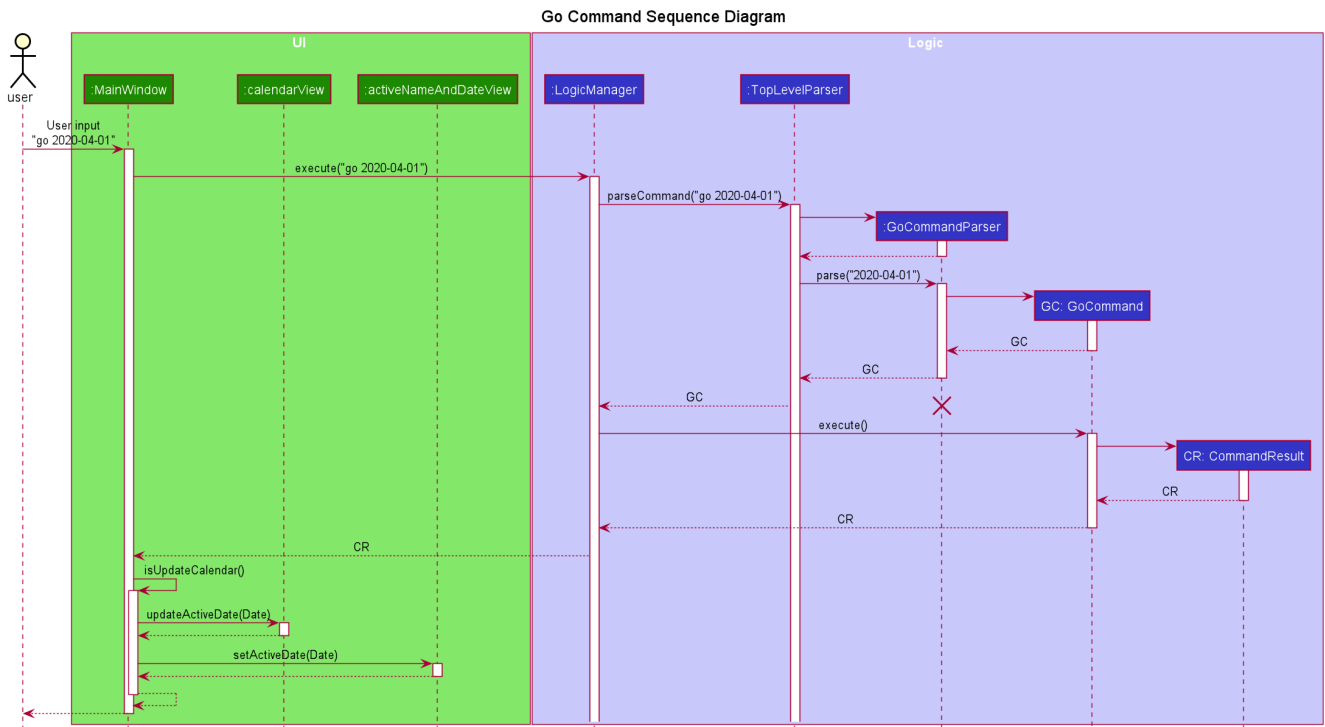 Go Command Sequence Diagram
UI
Logic
user
:MainWindow
:calendarView
:activeNameAndDateView
:LogicManager
:TopLevelParser
User input
"go 2020-04-01"
execute("go 2020-04-01")
parseCommand("go 2020-04-01")
:GoCommandParser
parse("2020-04-01")
GC: GoCommand
GC
GC
GC
execute()
CR: CommandResult
CR
CR
CR
isUpdateCalendar()
updateActiveDate(Date)
setActiveDate(Date)